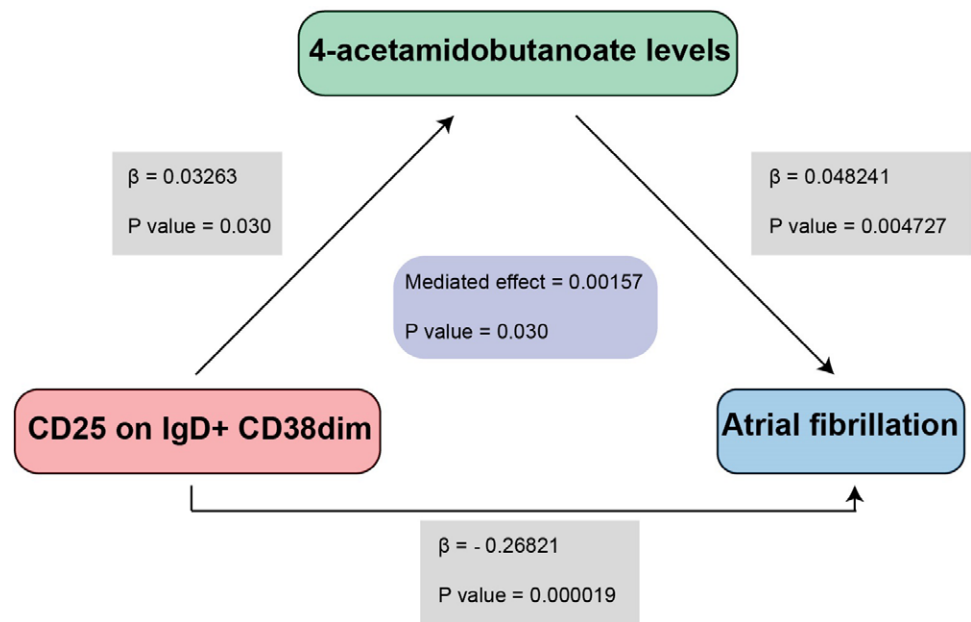 4-acetamidobutanoate levels
β = 0.03263
P value = 0.030
β = 0.048241
P value = 0.004727
Mediated effect = 0.00157
P value = 0.030
CD25 on IgD+ CD38dim
Atrial fibrillation
β = - 0.26821
P value = 0.000019